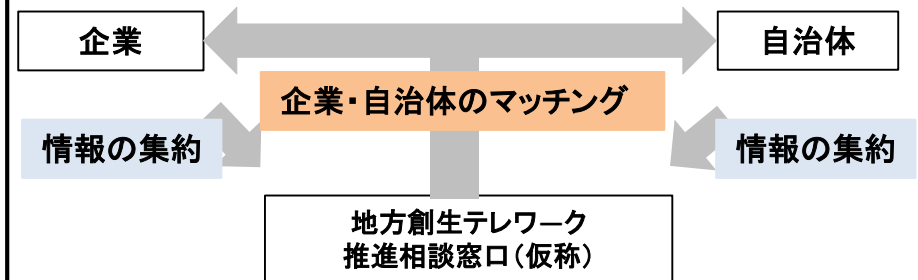 企業
自治体
企業・自治体のマッチング
情報の集約
情報の集約
地方創生テレワーク
推進相談窓口（仮称）